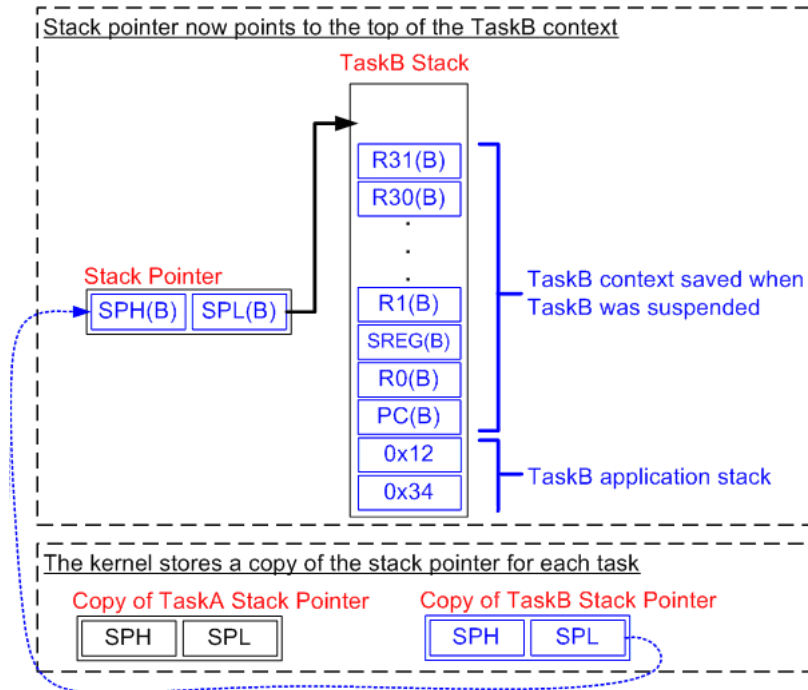 Stack pointer now points to the top of the TaskB context
TaskB Stack
R31(B)
R30(B)
.
.
.
Stack Pointer
SPH(B) SPL(B)
R1(B)
SREG(B)
R0(B)
PC(B)
TaskB context saved when
TaskB was suspended
0x12
0x34
TaskB application stack
The kernel stores a copy of the stack pointer for each task
Copy of TaskA Stack Pointer
SPH SPL
Copy of TaskB Stack Pointer
SPH SPL